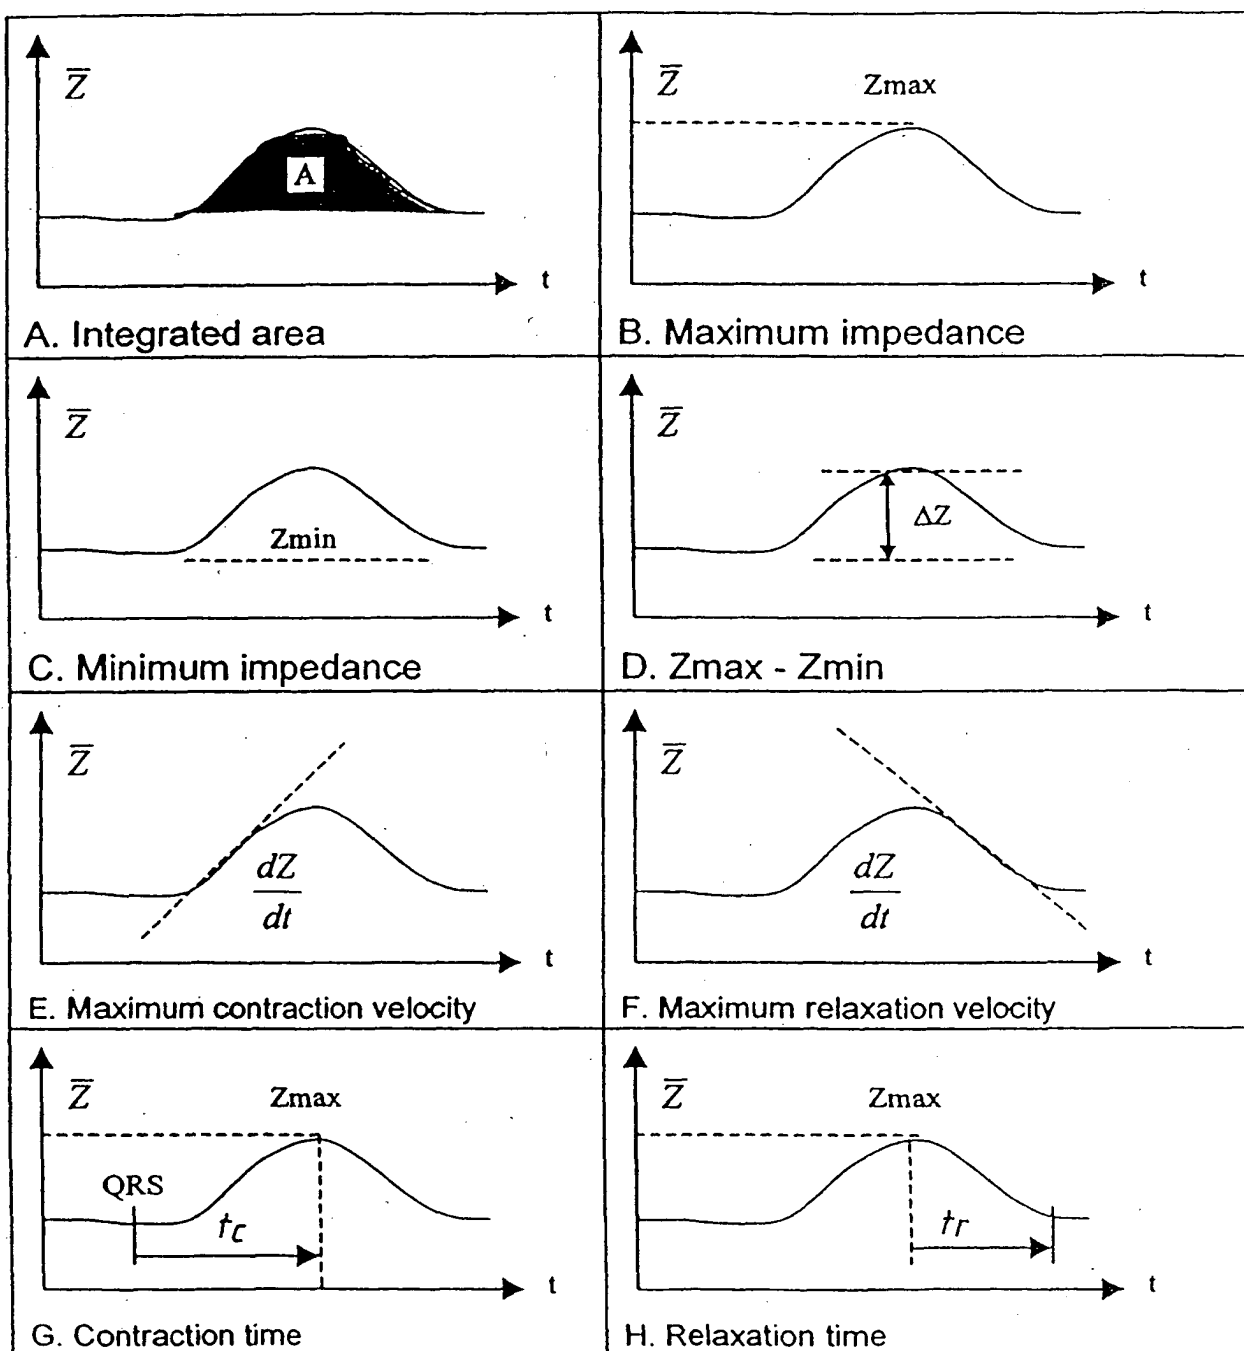 Z̅
A
t
A. Integrated area
Z̅
Zmax
t
B. Maximum impedance
Z̅
Zmin
t
C. Minimum impedance
Z̅
ΔZ
t
D. Zmax - Zmin
Z̅
dZ
dt
t
E. Maximum contraction velocity
Z̅
dZ
dt
t
F. Maximum relaxation velocity
Z̅
Zmax
QRS
tc
t
G. Contraction time
Z̅
Zmax
tr
t
H. Relaxation time